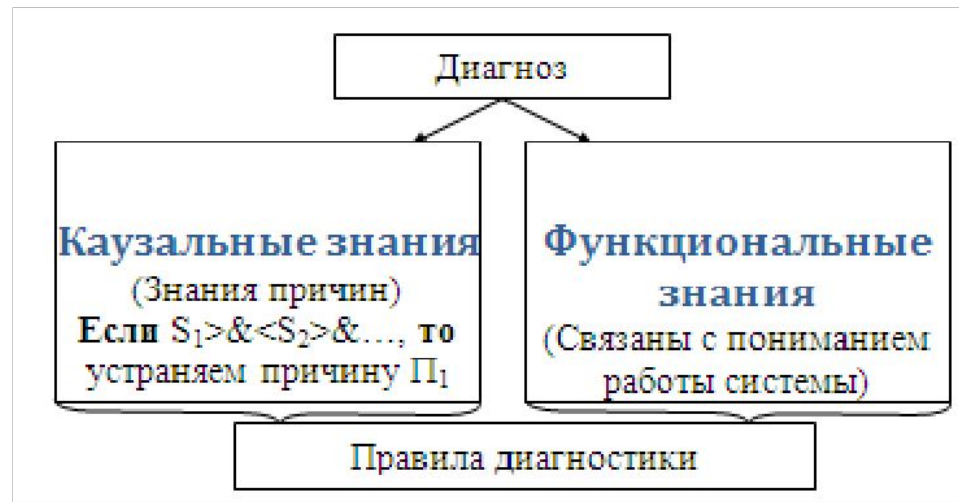 Диагноз
Каузальные знания
(Знания причин)
Если S₁>&<S₂>&…, то
устраняем причину П₁
Функциональные
знания
(Связаны с пониманием
работы системы)
Правила диагностики